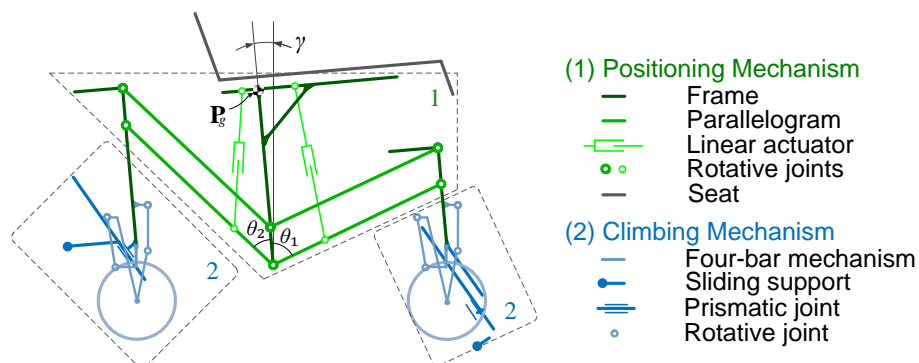 γ
1
P_g
θ₂ θ₁
2
2
(1) Positioning Mechanism
Frame
Parallelogram
Linear actuator
Rotative joints
Seat
(2) Climbing Mechanism
Four-bar mechanism
Sliding support
Prismatic joint
Rotative joint